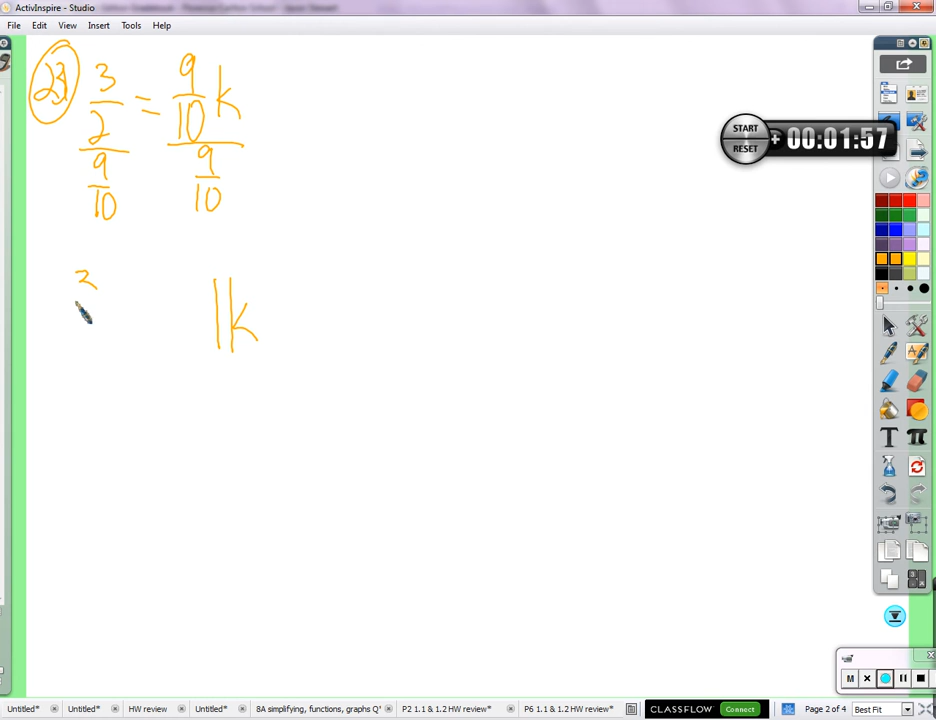 ActivInspire - Studio
File Edit View Insert Tools Help
23 3/2 / 9/10 = 9/10 k / 9/10
START
RESET
+ 00:01:57
3
1k
M
Untitled* Untitled* HW review Untitled* 8A simplifying, functions, graphs Q* P2 1.1 & 1.2 HW review* P6 1.1 & 1.2 HW review* CLASSFLOW Connect Page 2 of 4 Best Fit